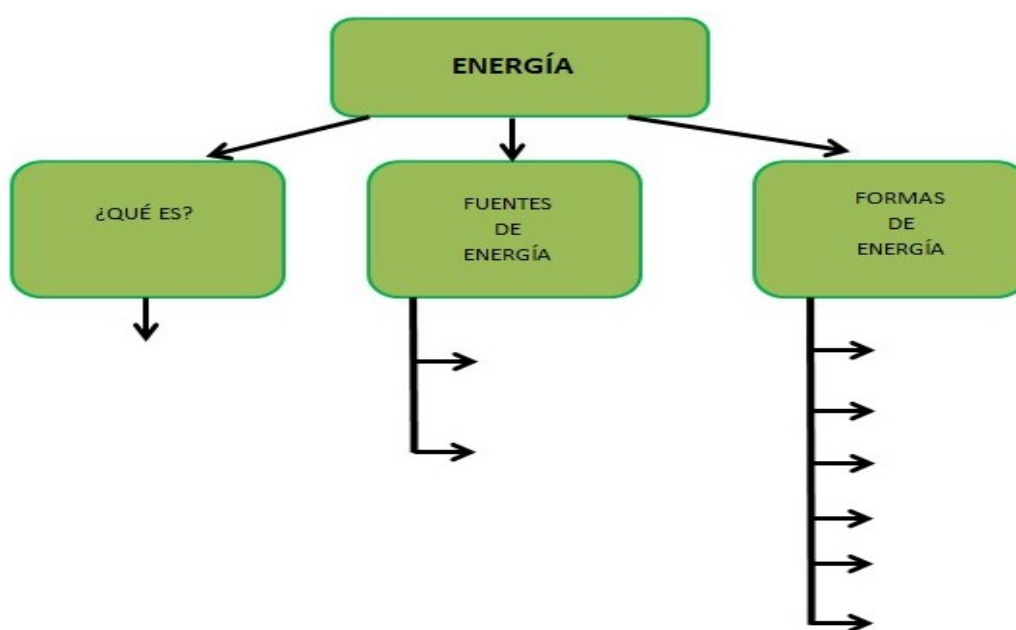 ENERGÍA
¿QUÉ ES?
FUENTES
DE
ENERGÍA
FORMAS
DE
ENERGÍA